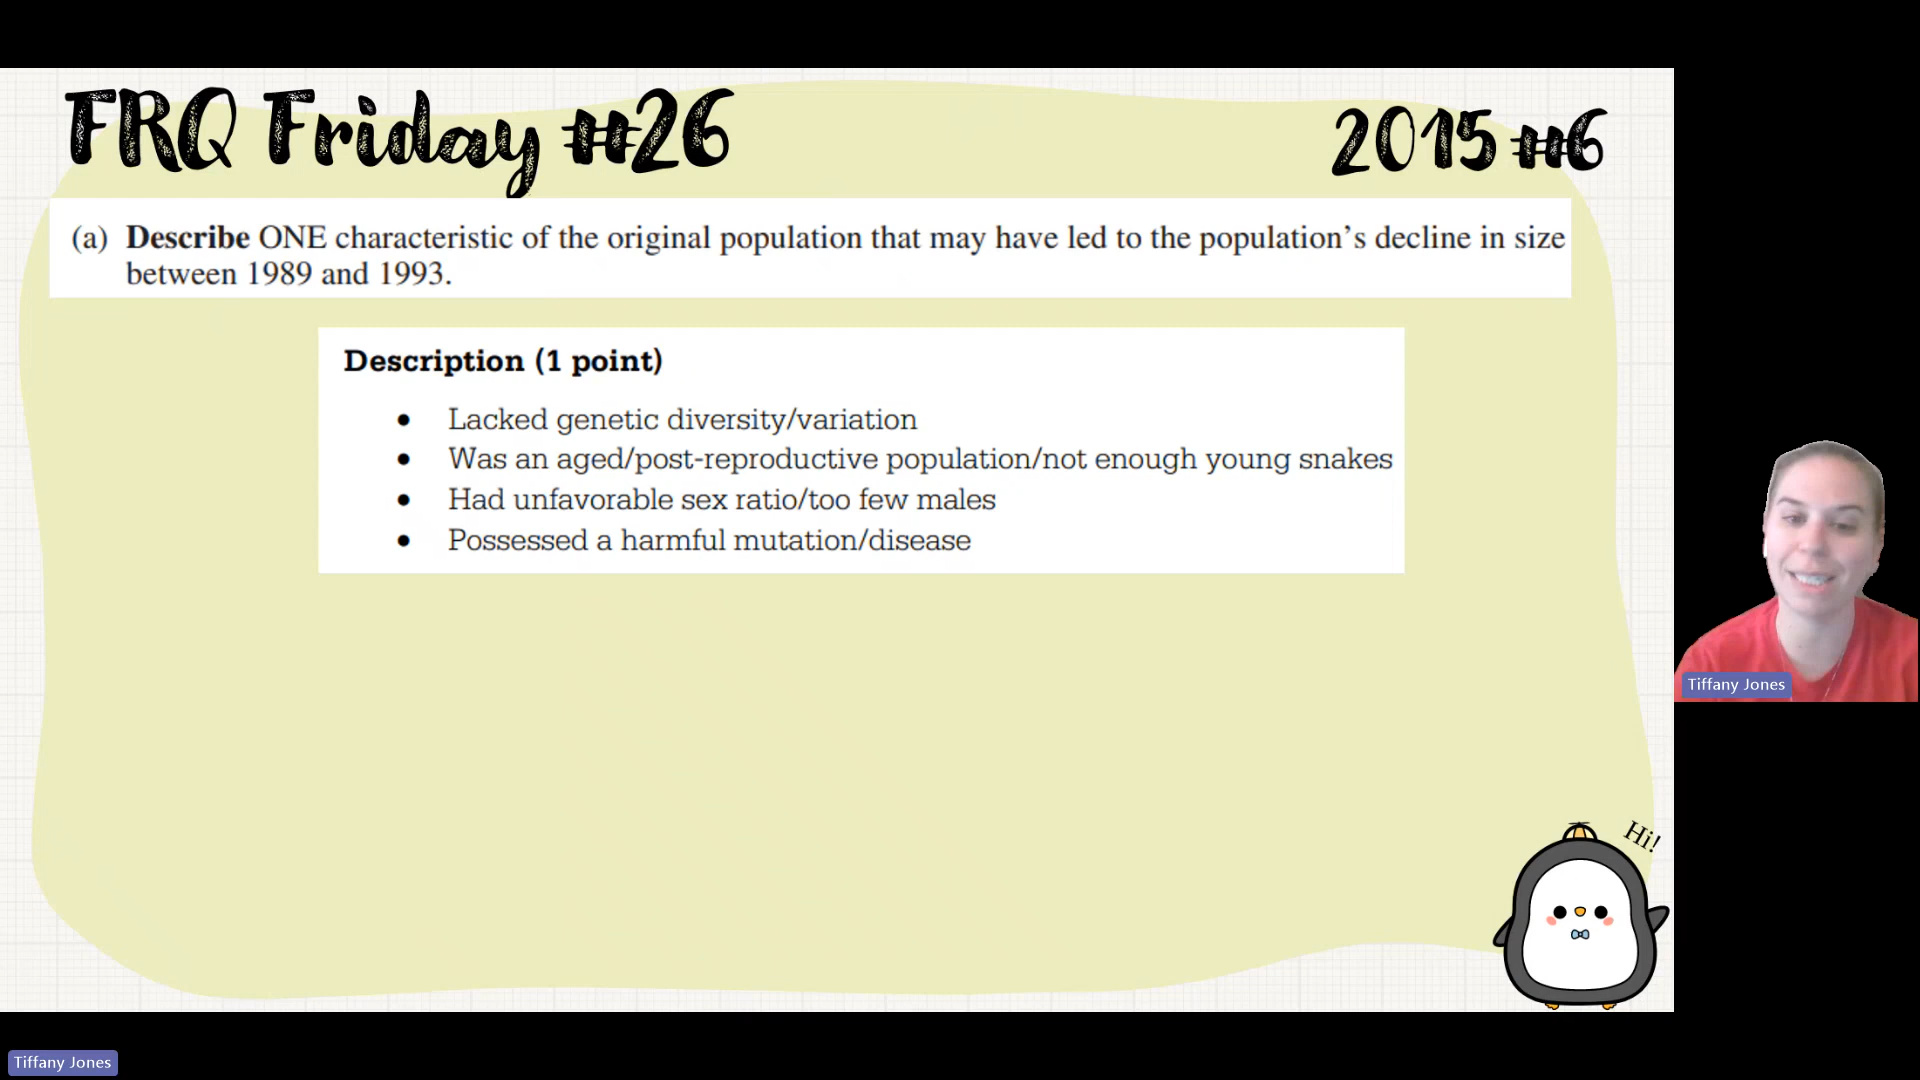 FRQ Friday #26
2015 #6
(a) Describe ONE characteristic of the original population that may have led to the population's decline in size
between 1989 and 1993.
Description (1 point)
• Lacked genetic diversity/variation
• Was an aged/post-reproductive population/not enough young snakes
• Had unfavorable sex ratio/too few males
• Possessed a harmful mutation/disease
Tiffany Jones
Hi!
Tiffany Jones